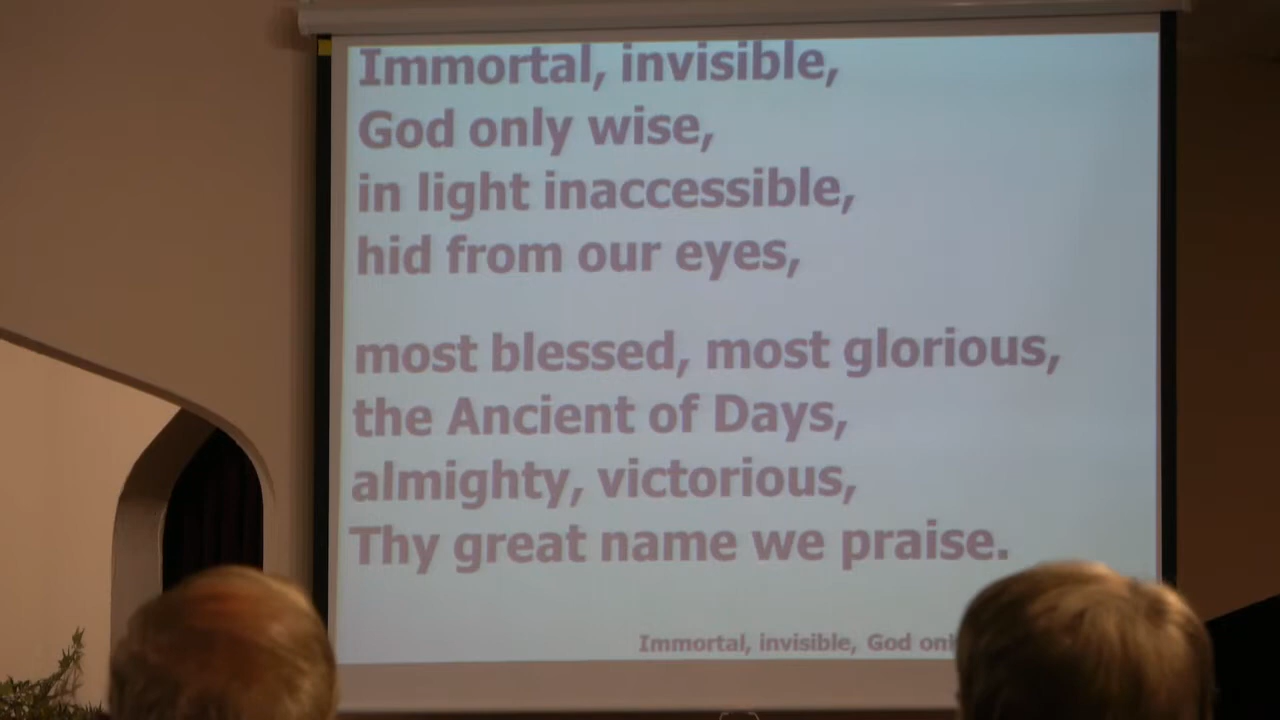 Immortal, invisible,
God only wise,
in light inaccessible,
hid from our eyes,
most blessed, most glorious,
the Ancient of Days,
almighty, victorious,
Thy great name we praise.
Immortal, invisible, God